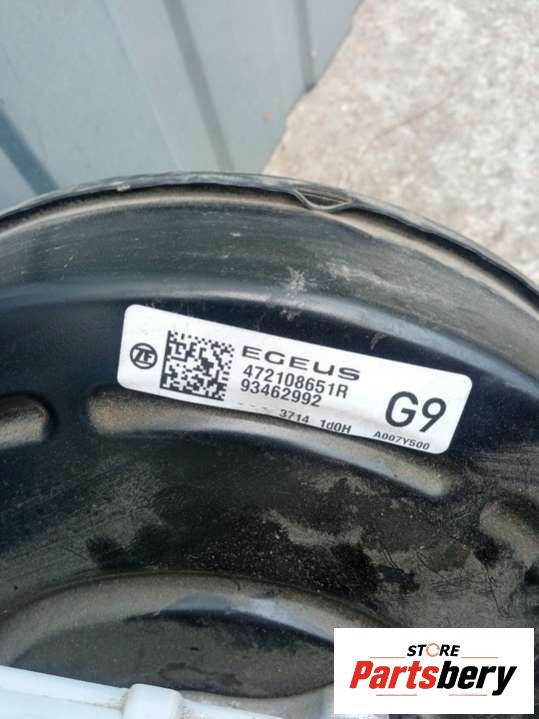 ZF
EGEUS
472108651R
93462992
G9
3714 1d0H
A007Y500
STORE
Partsbery